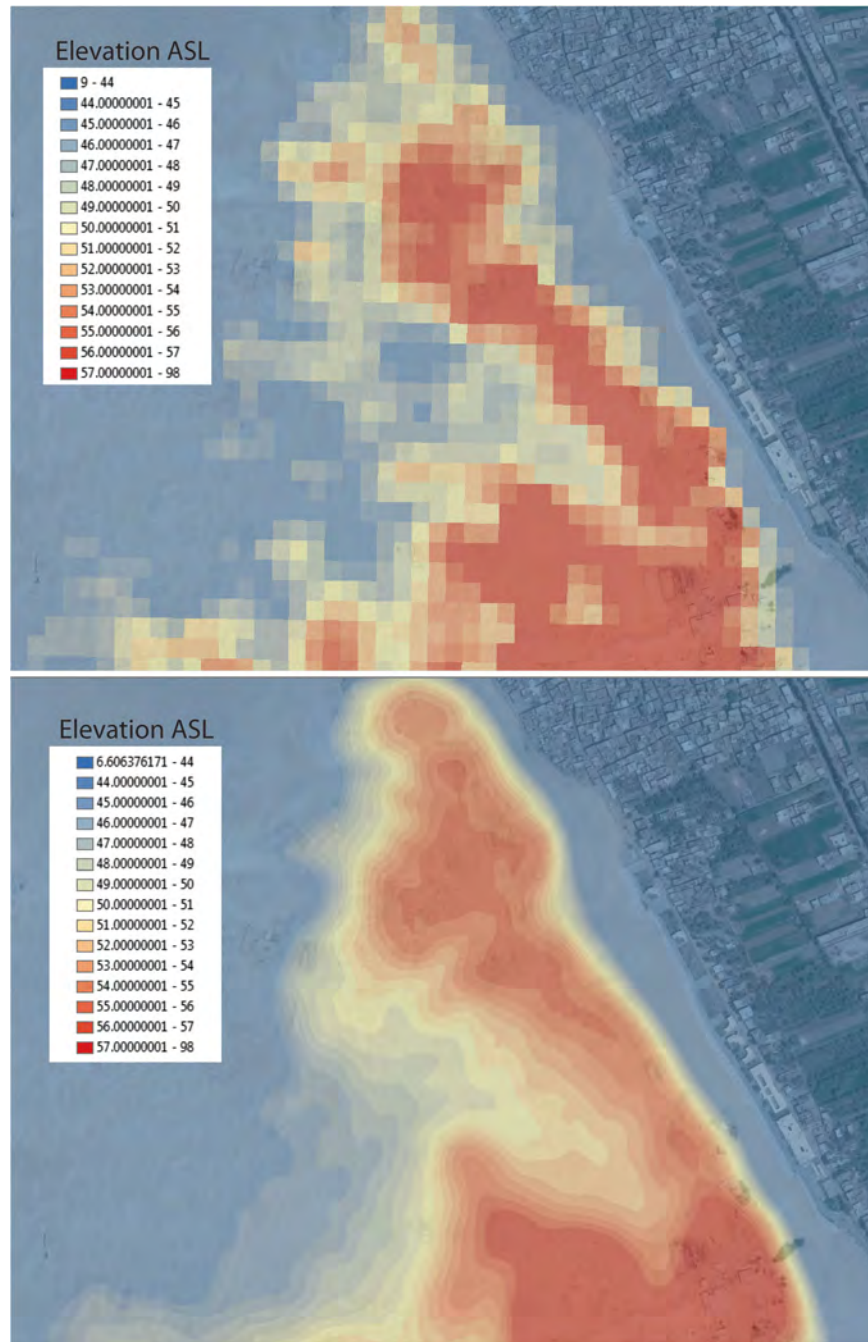 Elevation ASL
9 - 44
44.00000001 - 45
45.00000001 - 46
46.00000001 - 47
47.00000001 - 48
48.00000001 - 49
49.00000001 - 50
50.00000001 - 51
51.00000001 - 52
52.00000001 - 53
53.00000001 - 54
54.00000001 - 55
55.00000001 - 56
56.00000001 - 57
57.00000001 - 98
Elevation ASL
6.606376171 - 44
44.00000001 - 45
45.00000001 - 46
46.00000001 - 47
47.00000001 - 48
48.00000001 - 49
49.00000001 - 50
50.00000001 - 51
51.00000001 - 52
52.00000001 - 53
53.00000001 - 54
54.00000001 - 55
55.00000001 - 56
56.00000001 - 57
57.00000001 - 98